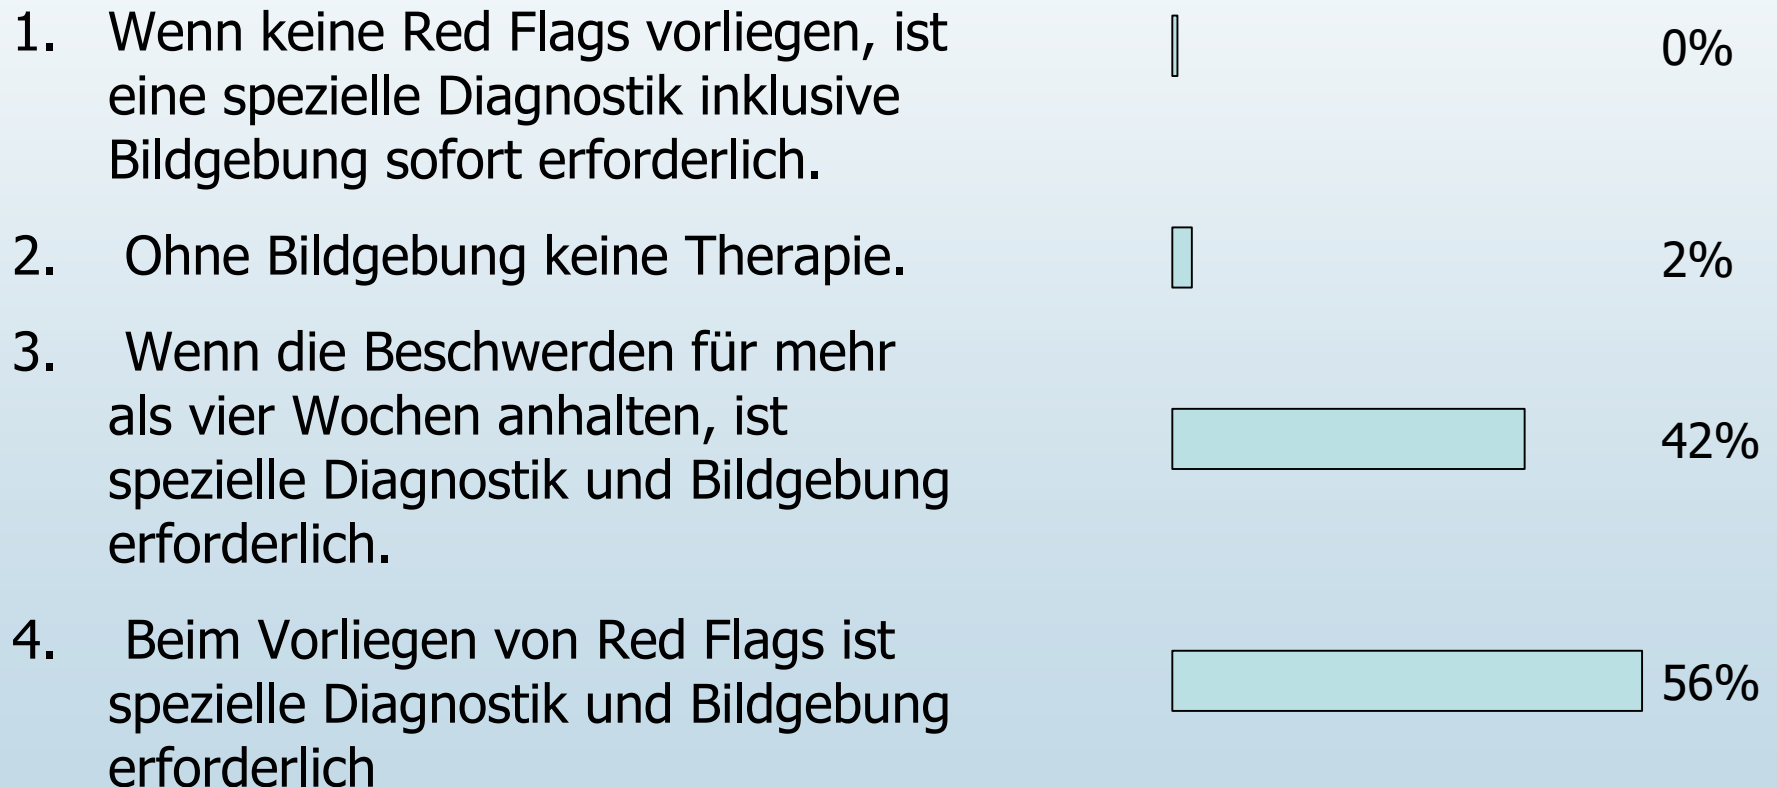 1. Wenn keine Red Flags vorliegen, ist 0%
eine spezielle Diagnostik inklusive
Bildgebung sofort erforderlich.
2. Ohne Bildgebung keine Therapie. 2%
3. Wenn die Beschwerden für mehr
als vier Wochen anhalten, ist 42%
spezielle Diagnostik und Bildgebung
erforderlich.
4. Beim Vorliegen von Red Flags ist
spezielle Diagnostik und Bildgebung 56%
erforderlich